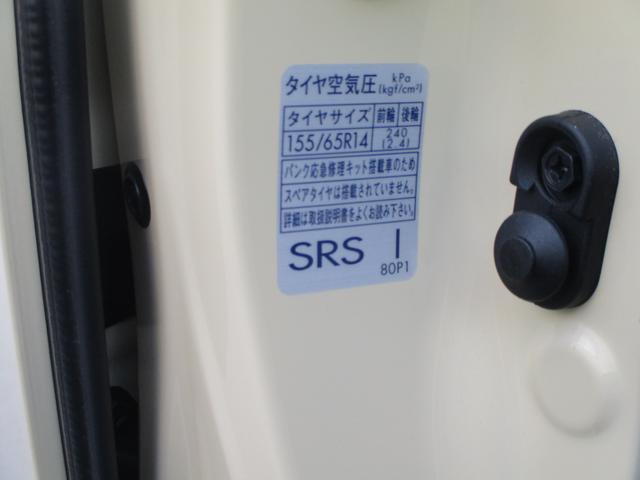 タイヤ空気圧 kPa (kgf/cm²)
タイヤサイズ 前輪 後輪
155/65R14 240 (2.4)
パンク応急修理キット搭載車のため
スペアタイヤは搭載されていません。
詳細は取扱説明書をよくお読み下さい。
SRS I
80P1